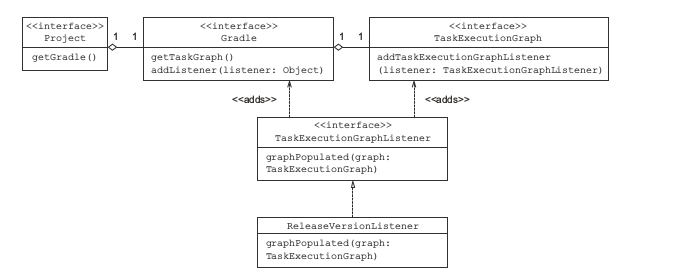 <<interface>>
Project
getGradle()
1 1
<<interface>>
Gradle
getTaskGraph()
addListener(listener: Object)
1 1
<<interface>>
TaskExecutionGraph
addTaskExecutionGraphListener
(listener: TaskExecutionGraphListener)
<<adds>>
<<adds>>
<<interface>>
TaskExecutionGraphListener
graphPopulated(graph:
TaskExecutionGraph)
ReleaseVersionListener
graphPopulated(graph:
TaskExecutionGraph)